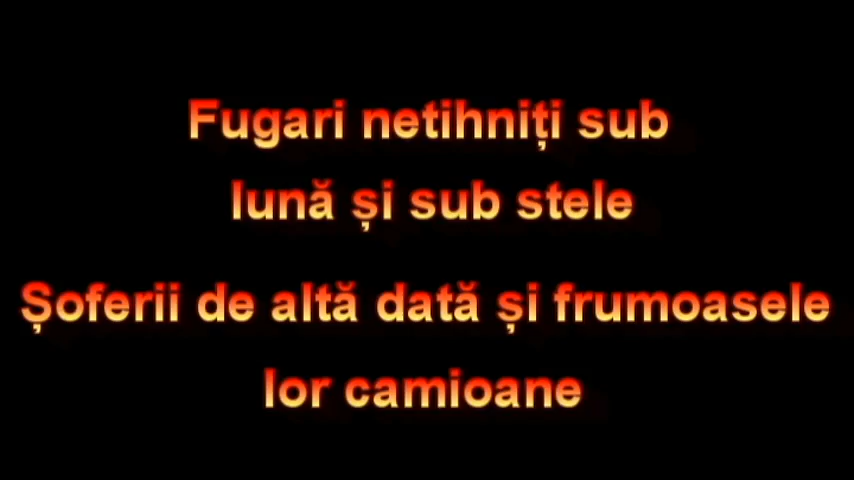 Fugari netihniți sub
lună și sub stele
Șoferii de altă dată și frumoasele
lor camioane